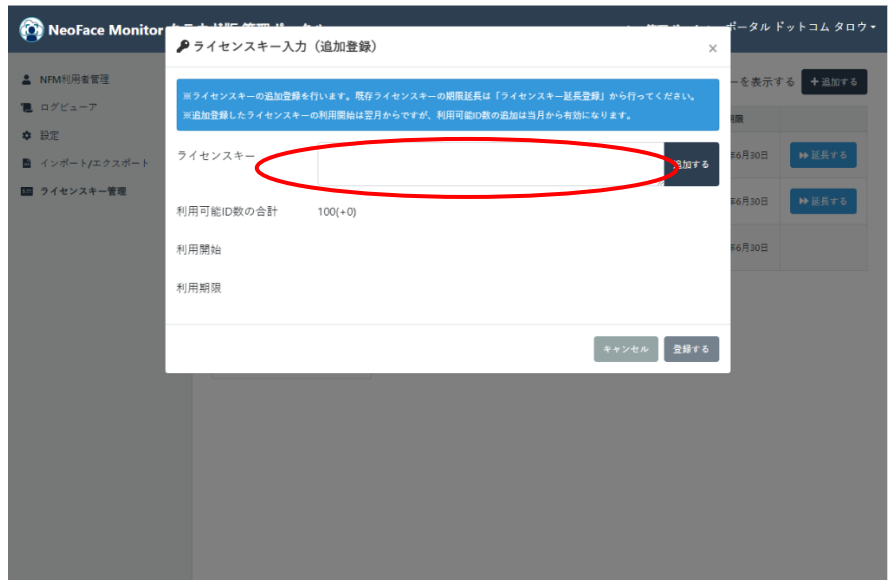 NeoFace Monitor
ポータル ドットコム タロウ
NFM利用者管理
ログビューア
設定
インポート/エクスポート
ライセンスキー管理
ーを表示する
+追加する
ライセンスキー入力（追加登録）
×
※ライセンスキーの追加登録を行います。既存ライセンスキーの期限延長は「ライセンスキー延長登録」から行ってください。
※追加登録したライセンスキーの利用開始は翌月からですが、利用可能ID数の追加は当月から有効になります。
ライセンスキー
追加する
利用可能ID数の合計 100(+0)
利用開始
利用期限
キャンセル 登録する
年6月30日 延長する
年6月30日 延長する
年6月30日